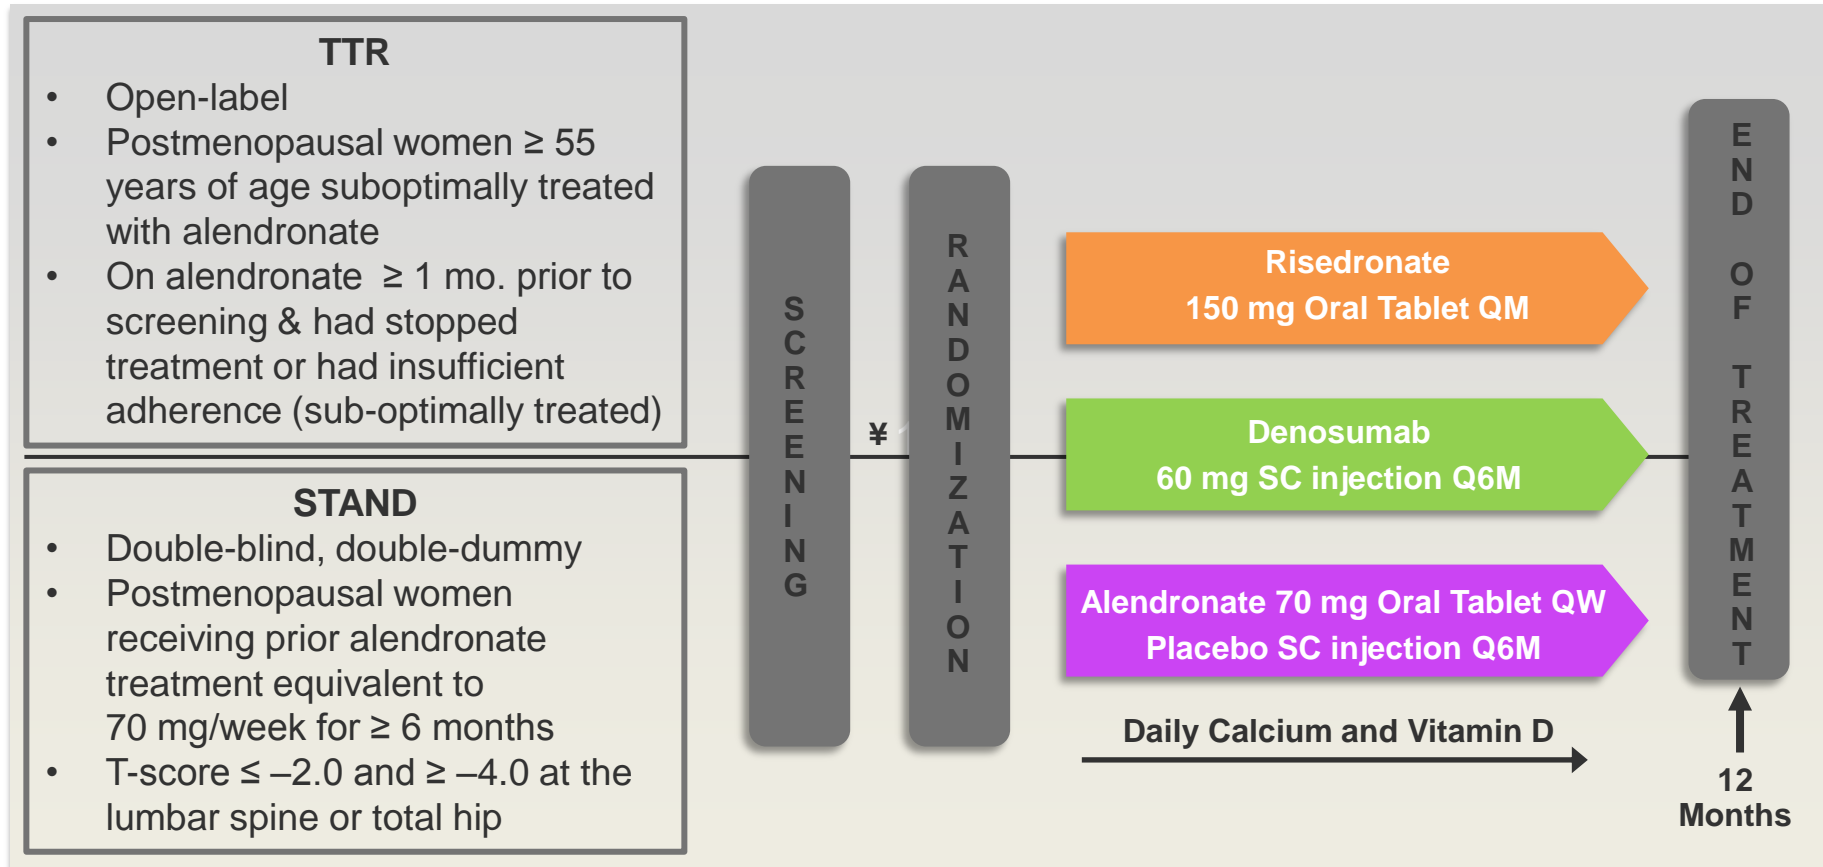 TTR
• Open-label
• Postmenopausal women ≥ 55
years of age suboptimally treated
with alendronate
• On alendronate ≥ 1 mo. prior to
screening & had stopped
treatment or had insufficient
adherence (sub-optimally treated)
STAND
• Double-blind, double-dummy
• Postmenopausal women
receiving prior alendronate
treatment equivalent to
70 mg/week for ≥ 6 months
• T-score ≤ –2.0 and ≥ –4.0 at the
lumbar spine or total hip
SCREENING
¥
RANDOMIZATION
Risedronate
150 mg Oral Tablet QM
Denosumab
60 mg SC injection Q6M
Alendronate 70 mg Oral Tablet QW
Placebo SC injection Q6M
Daily Calcium and Vitamin D
END OF TREATMENT
12
Months